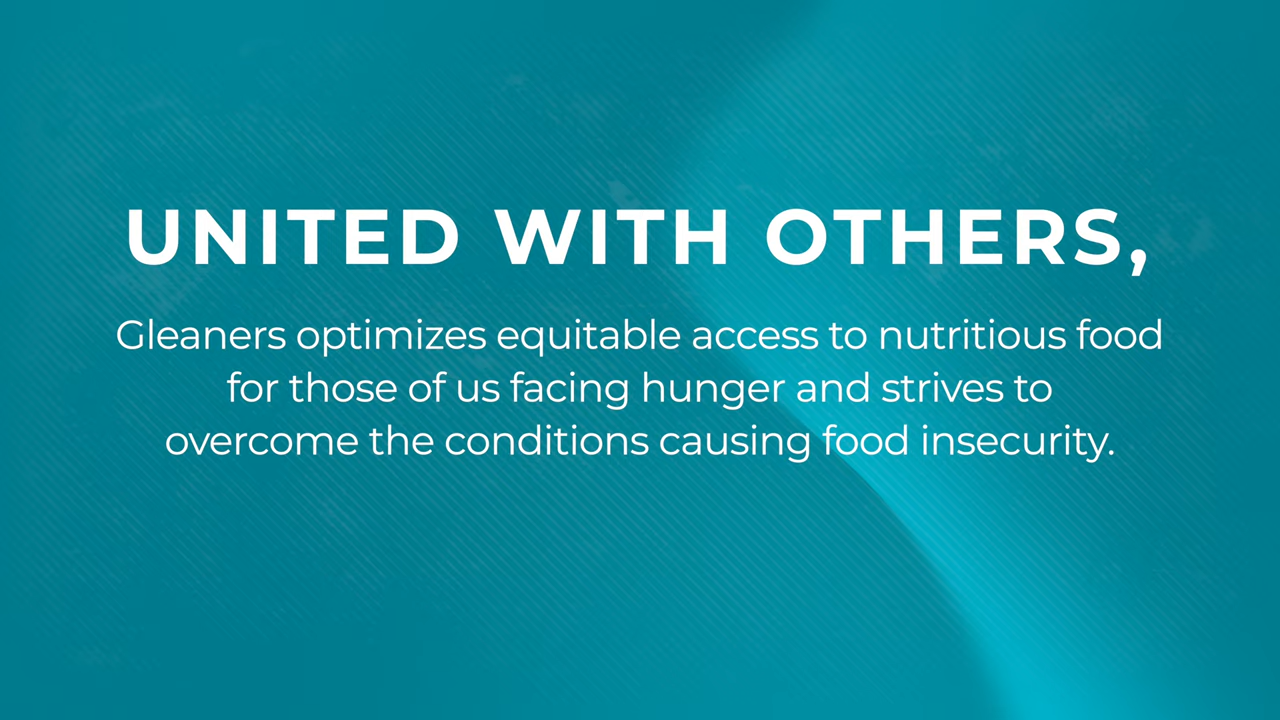 UNITED WITH OTHERS,
Gleaners optimizes equitable access to nutritious food
for those of us facing hunger and strives to
overcome the conditions causing food insecurity.